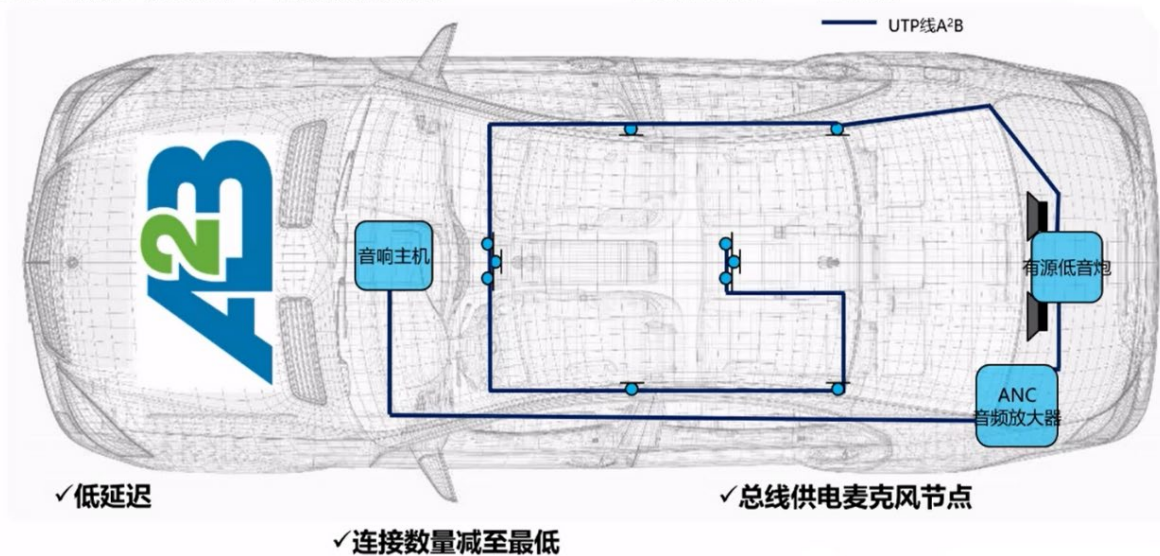 UTP线A²B
A2B
音响主机
有源低音炮
ANC
音频放大器
✓低延迟
✓总线供电麦克风节点
✓连接数量减至最低